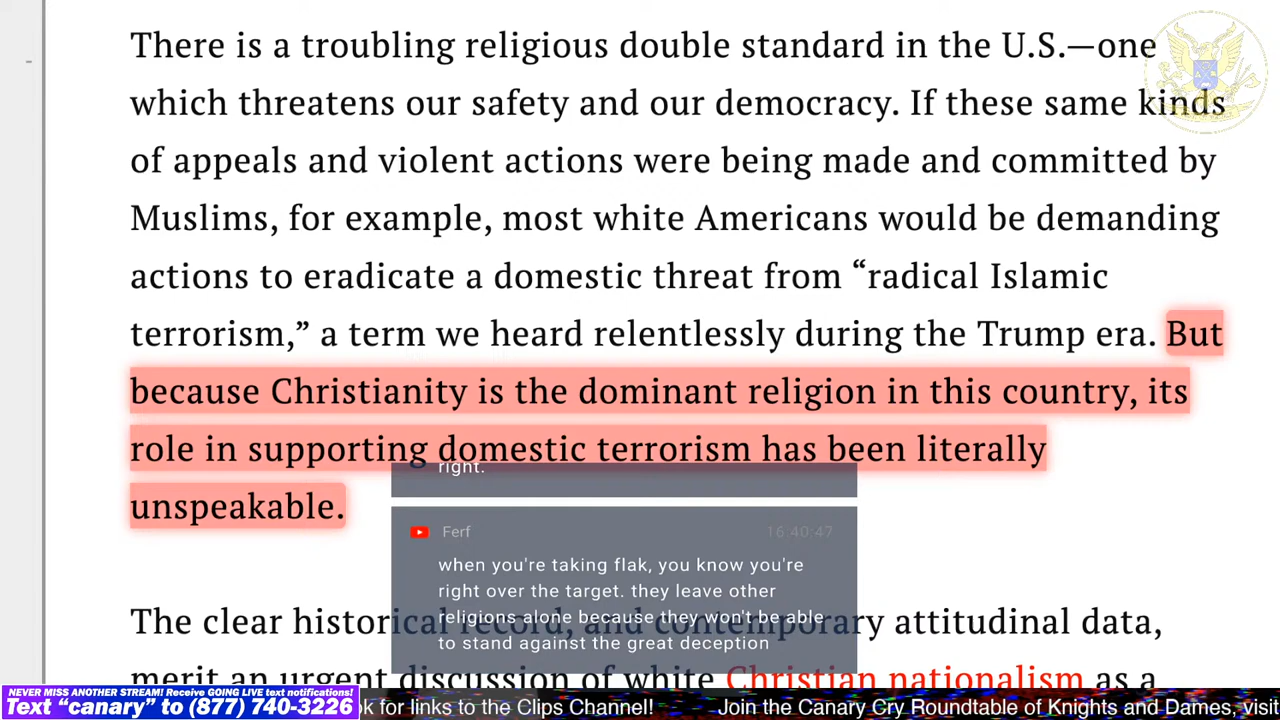 There is a troubling religious double standard in the U.S.—one
which threatens our safety and our democracy. If these same kinds
of appeals and violent actions were being made and committed by
Muslims, for example, most white Americans would be demanding
actions to eradicate a domestic threat from “radical Islamic
terrorism,” a term we heard relentlessly during the Trump era. But
because Christianity is the dominant religion in this country, its
role in supporting domestic terrorism has been literally
unspeakable.
right.
Ferf 16:40:47
when you're taking flak, you know you're
right over the target. they leave other
religions alone because they won't be able
to stand against the great deception
The clear historical record, and contemporary attitudinal data,
merit an urgent discussion of white Christian nationalism as a
NEVER MISS ANOTHER STREAM! Receive GOING LIVE text notifications!
Text “canary” to (877) 740-3226
ok for links to the Clips Channel! Join the Canary Cry Roundtable of Knights and Dames, visit